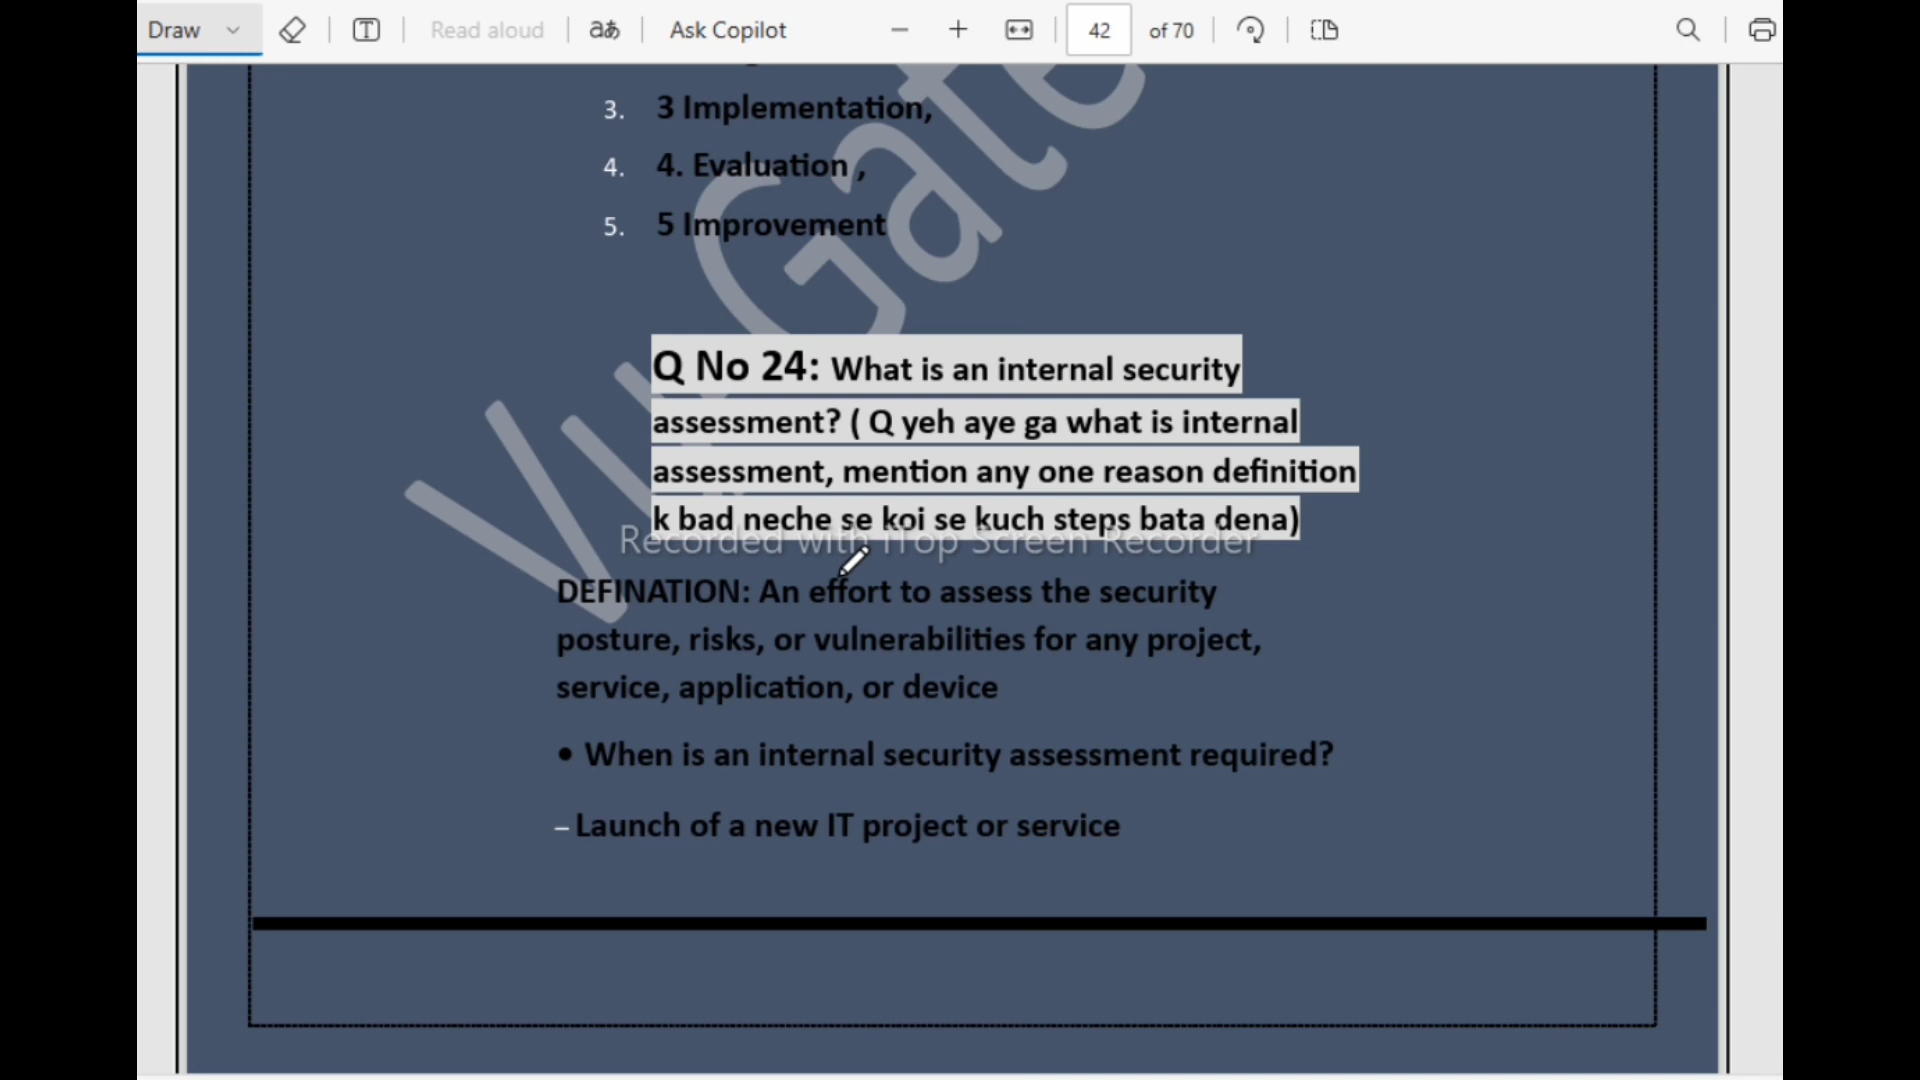 Draw Read aloud aあ Ask Copilot 42 of 70
3. 3 Implementation,
4. 4. Evaluation ,
5. 5 Improvement
Vu Gate
Q No 24: What is an internal security
assessment? ( Q yeh aye ga what is internal
assessment, mention any one reason definition
k bad neche se koi se kuch steps bata dena)
Recorded with iTop Screen Recorder
DEFINATION: An effort to assess the security
posture, risks, or vulnerabilities for any project,
service, application, or device
• When is an internal security assessment required?
– Launch of a new IT project or service